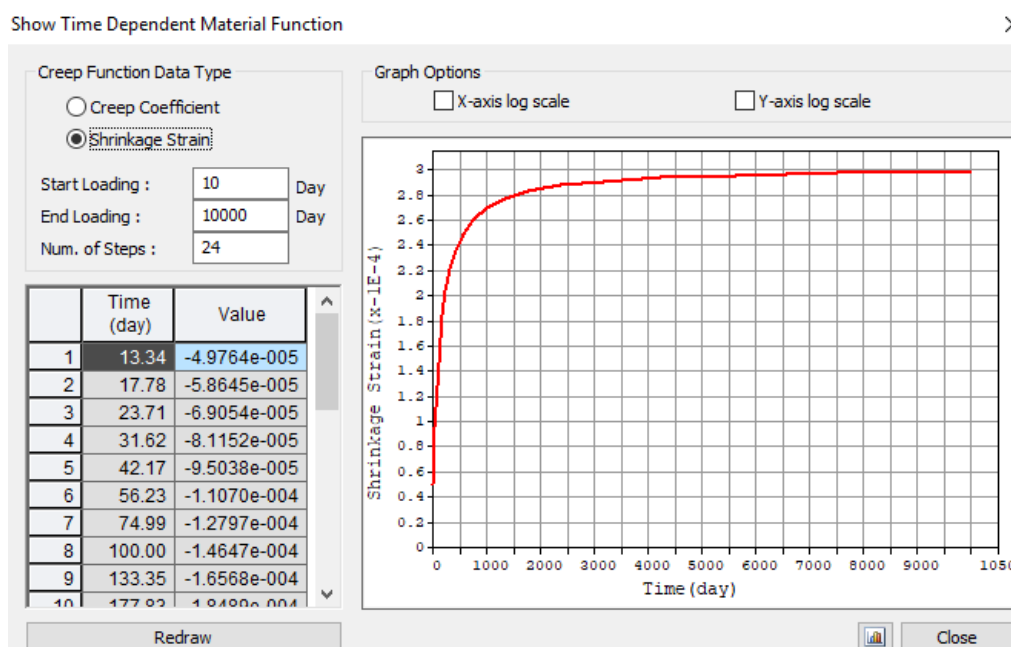 Show Time Dependent Material Function
Creep Function Data Type
Creep Coefficient
Shrinkage Strain
Start Loading : 10 Day
End Loading : 10000 Day
Num. of Steps : 24
Graph Options
X-axis log scale Y-axis log scale
Time (day) Value
1 13.34 -4.9764e-005
2 17.78 -5.8645e-005
3 23.71 -6.9054e-005
4 31.62 -8.1152e-005
5 42.17 -9.5038e-005
6 56.23 -1.1070e-004
7 74.99 -1.2797e-004
8 100.00 -1.4647e-004
9 133.35 -1.6568e-004
10 177.83 -1.8489e-004
Shrinkage Strain(x-1E-4)
3
2.8
2.6
2.4
2.2
2
1.8
1.6
1.4
1.2
1
0.8
0.6
0.4
0.2
0
0 1000 2000 3000 4000 5000 6000 7000 8000 9000 1050
Time(day)
Redraw
Close